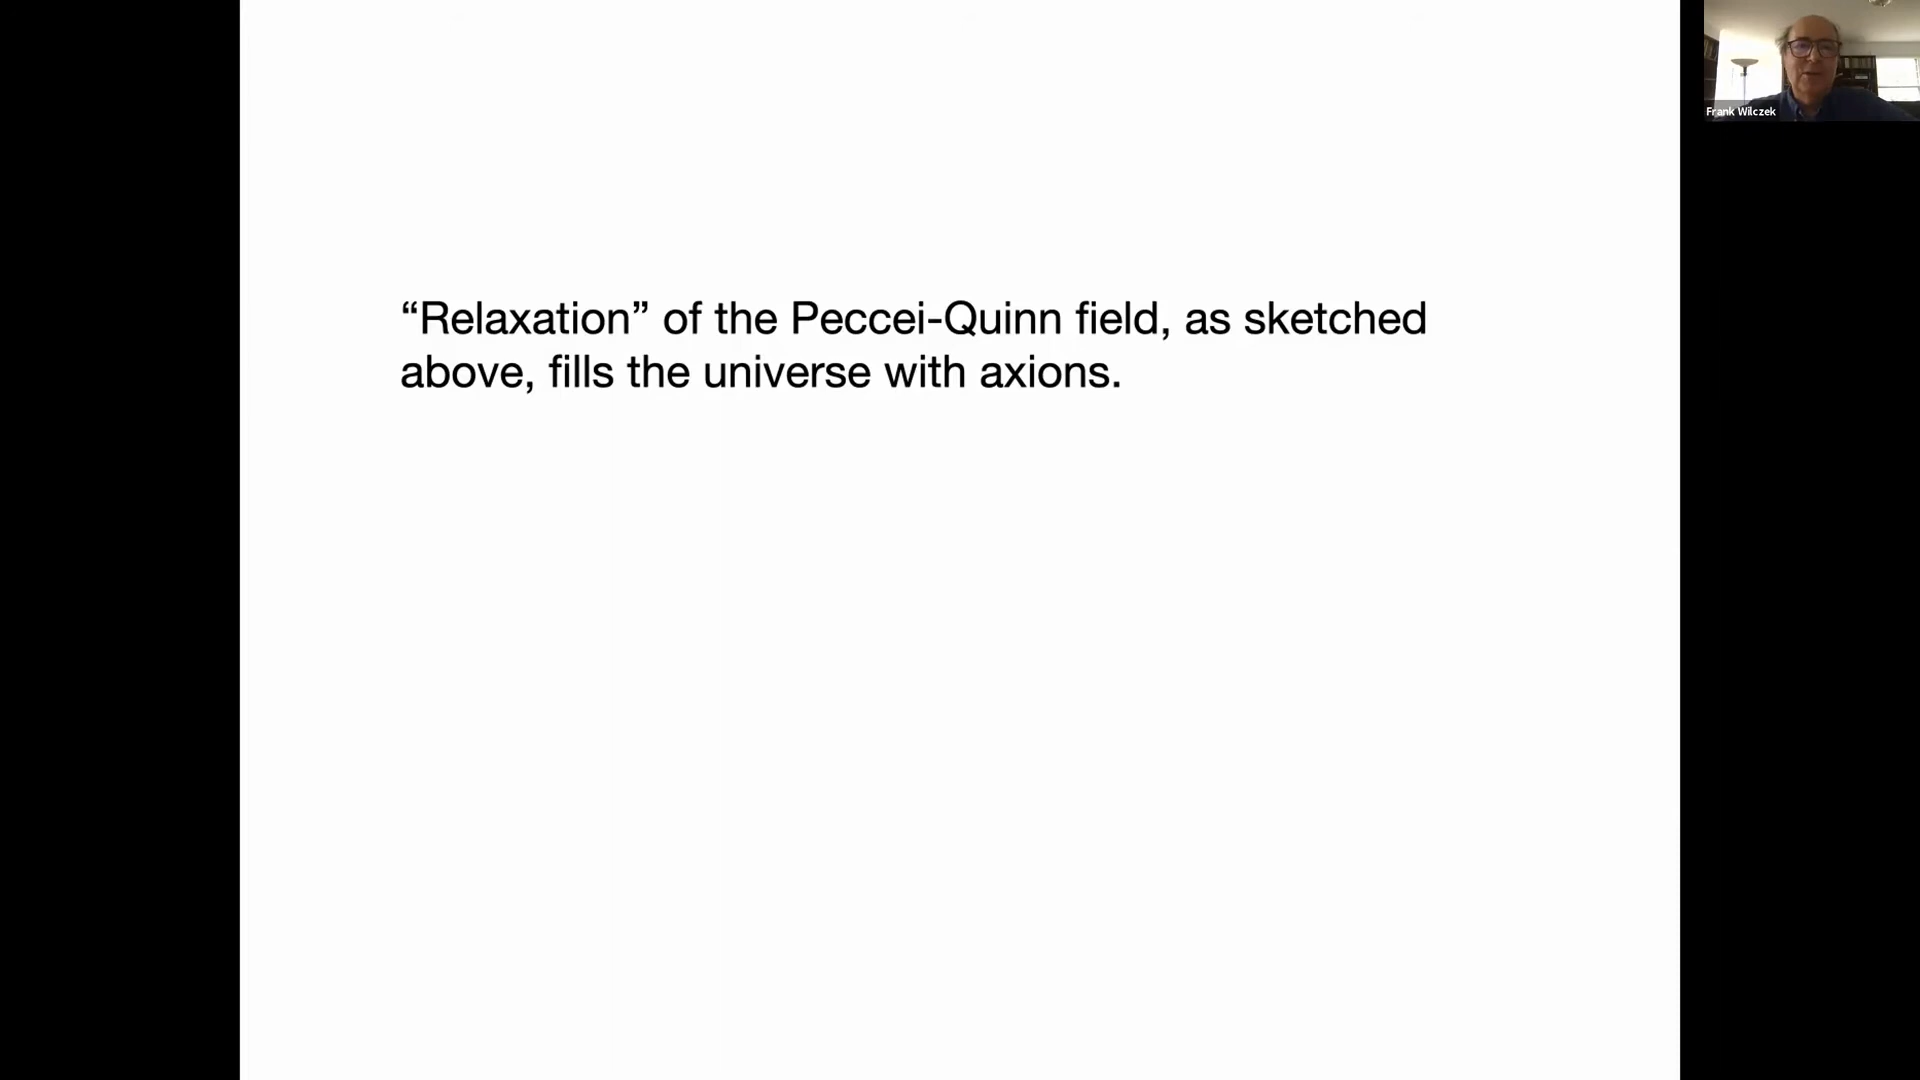 Frank Wilczek
“Relaxation” of the Peccei-Quinn field, as sketched
above, fills the universe with axions.